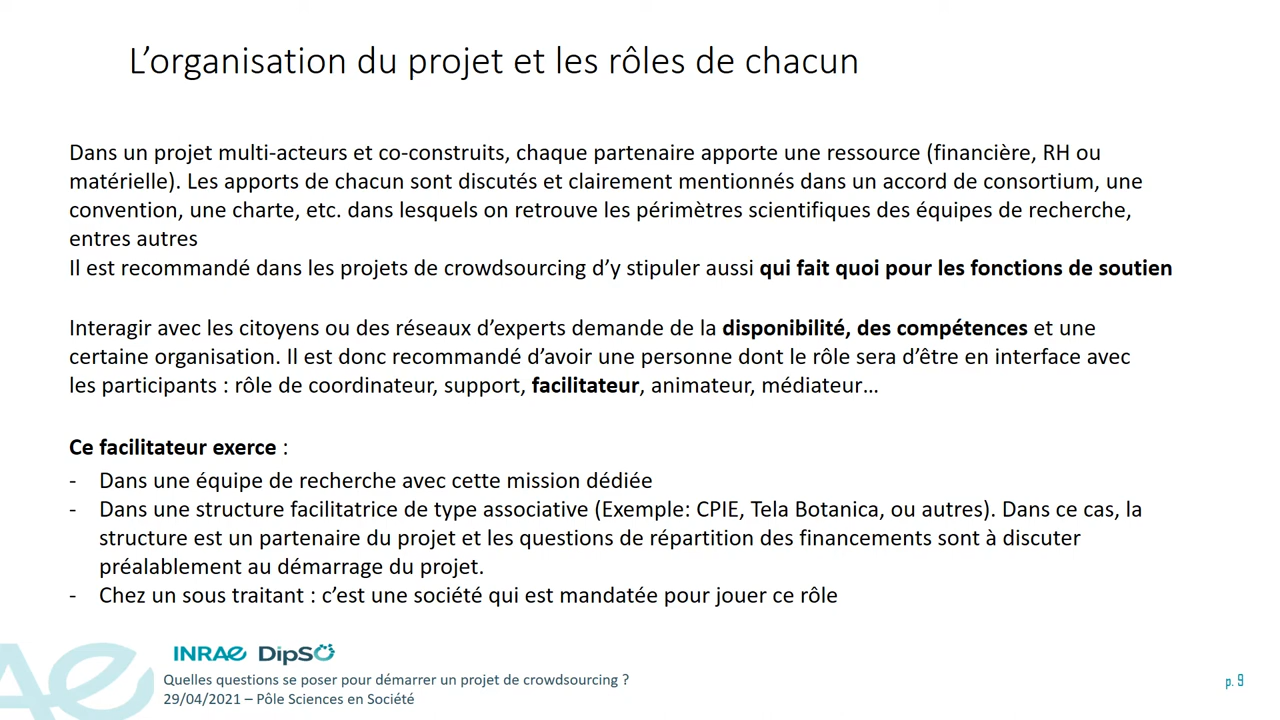 L’organisation du projet et les rôles de chacun
Dans un projet multi-acteurs et co-construits, chaque partenaire apporte une ressource (financière, RH ou
matérielle). Les apports de chacun sont discutés et clairement mentionnés dans un accord de consortium, une
convention, une charte, etc. dans lesquels on retrouve les périmètres scientifiques des équipes de recherche,
entres autres
Il est recommandé dans les projets de crowdsourcing d’y stipuler aussi qui fait quoi pour les fonctions de soutien
Interagir avec les citoyens ou des réseaux d’experts demande de la disponibilité, des compétences et une
certaine organisation. Il est donc recommandé d’avoir une personne dont le rôle sera d’être en interface avec
les participants : rôle de coordinateur, support, facilitateur, animateur, médiateur…
Ce facilitateur exerce :
- Dans une équipe de recherche avec cette mission dédiée
- Dans une structure facilitatrice de type associative (Exemple: CPIE, Tela Botanica, ou autres). Dans ce cas, la
structure est un partenaire du projet et les questions de répartition des financements sont à discuter
préalablement au démarrage du projet.
- Chez un sous traitant : c’est une société qui est mandatée pour jouer ce rôle
INRAE DipSO
Quelles questions se poser pour démarrer un projet de crowdsourcing ?
29/04/2021 – Pôle Sciences en Société
p. 9